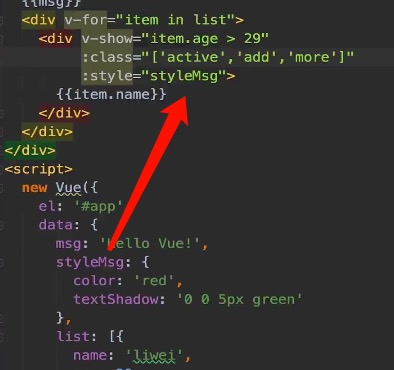 {{msg}}
<div v-for="item in list">
<div v-show="item.age > 29"
:class="['active','add','more']"
:style="styleMsg">
{{item.name}}
</div>
</div>
</div>
<script>
new Vue({
el: '#app'
data: {
msg: 'Hello Vue!',
styleMsg: {
color: 'red',
textShadow: '0 0 5px green'
},
list: [{
name: 'liwei',